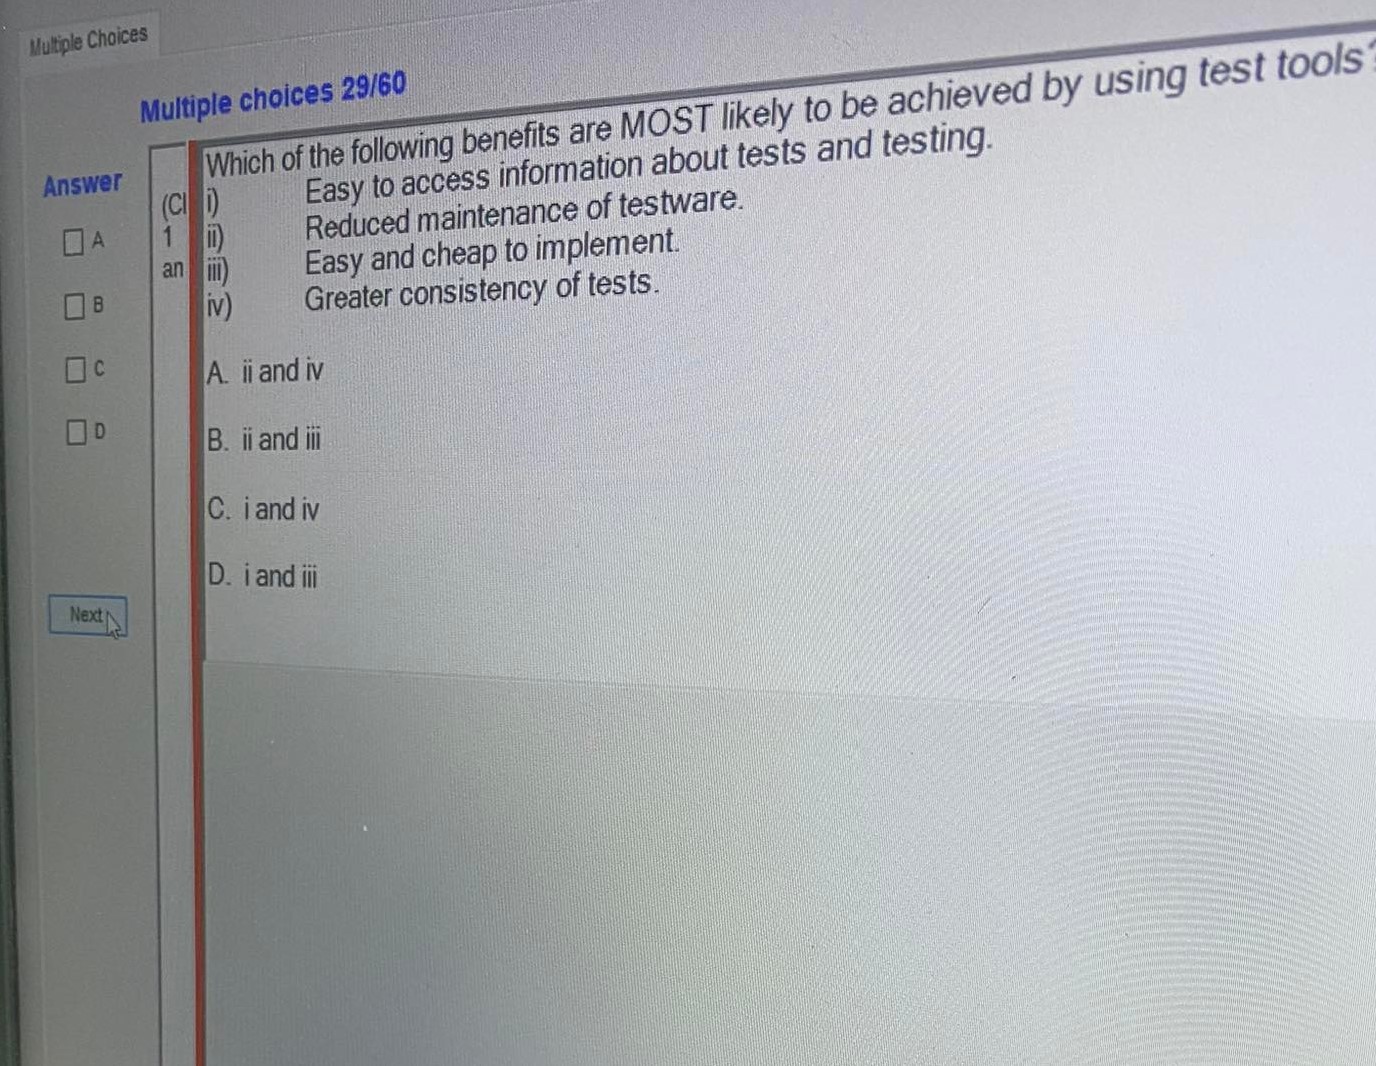 Multiple Choices
Multiple choices 29/60
Which of the following benefits are MOST likely to be achieved by using test tools?
Answer
(Cl i) Easy to access information about tests and testing.
A 1 ii) Reduced maintenance of testware.
an iii) Easy and cheap to implement.
B iv) Greater consistency of tests.
C A. ii and iv
D B. ii and iii
C. i and iv
D. i and iii
Next